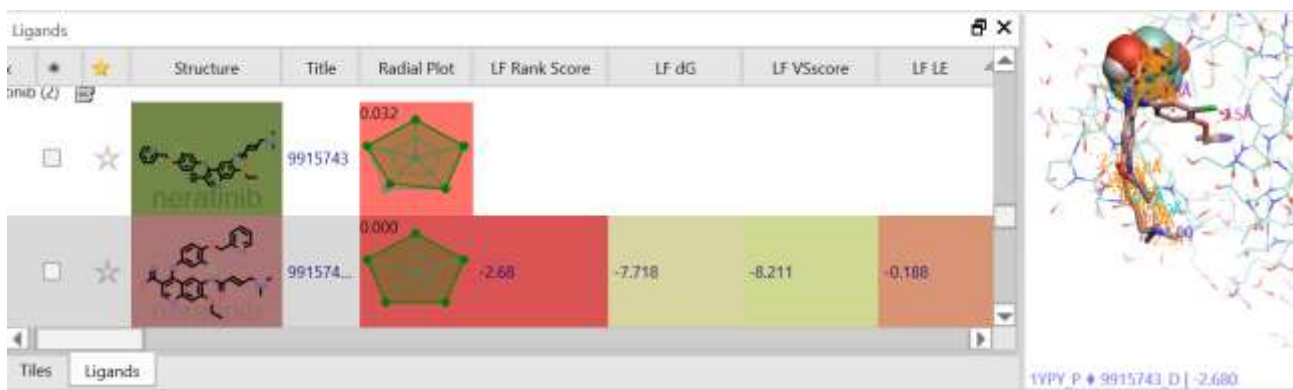 Ligands
Structure Title Radial Plot LF Rank Score LF dG LF VSscore LF LE
inib (2)
0.032
9915743
neratinib
0.000
991574... -2.68 -7.718 -8.211 -0.188
Tiles Ligands
1YPY_P ♦ 9915743_D | -2.680